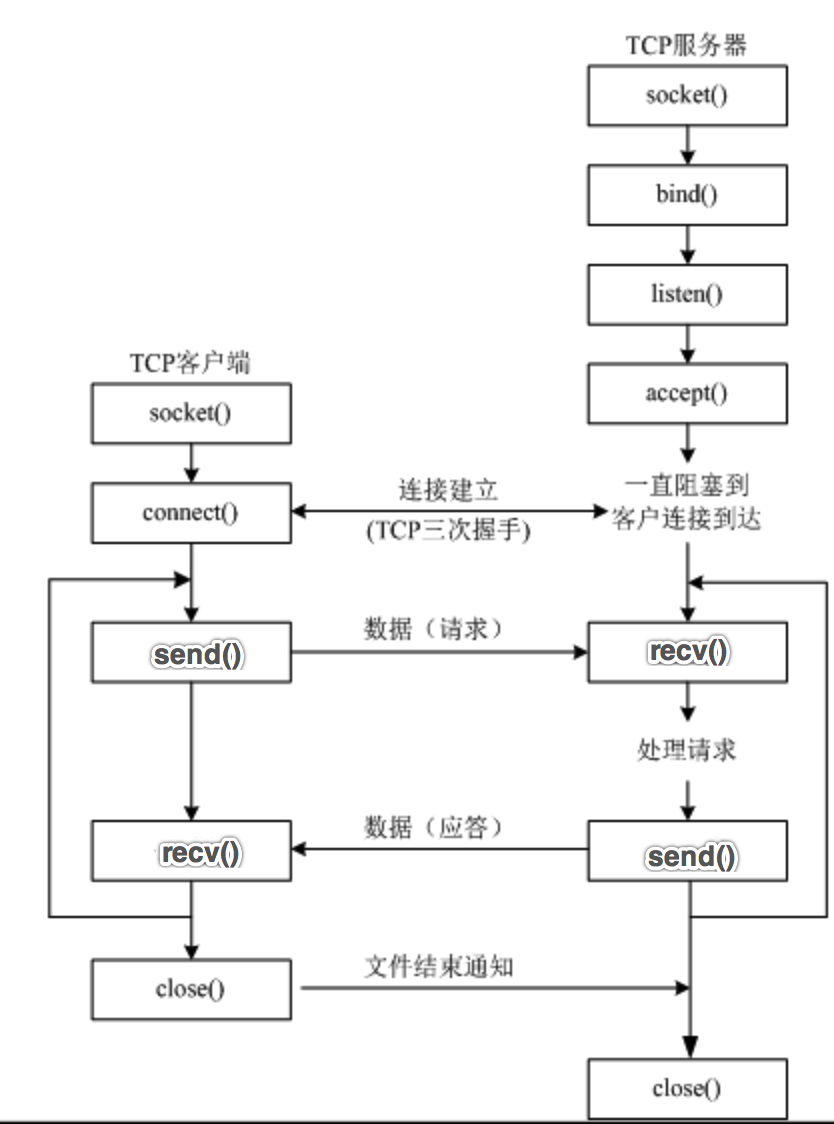 TCP服务器
socket()
bind()
listen()
TCP客户端
accept()
socket()
连接建立
一直阻塞到
connect()
(TCP三次握手)
客户连接到达
数据（请求）
send()
recv()
处理请求
数据（应答）
recv()
send()
文件结束通知
close()
close()